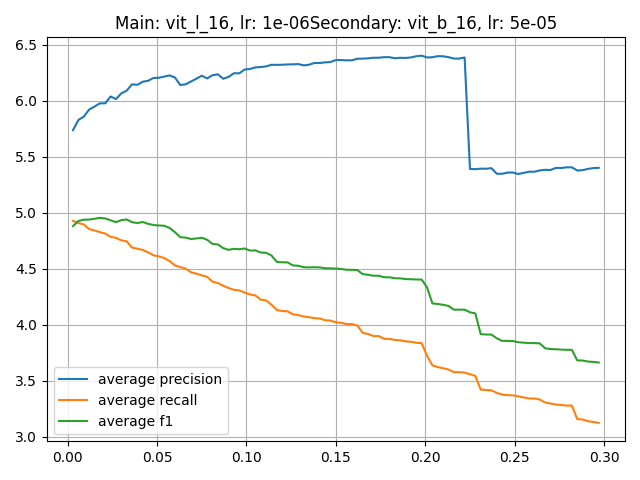 Main: vit_l_16, lr: 1e-06Secondary: vit_b_16, lr: 5e-05
6.5
6.0
5.5
5.0
4.5
4.0
3.5
3.0
average precision
average recall
average f1
0.00 0.05 0.10 0.15 0.20 0.25 0.30